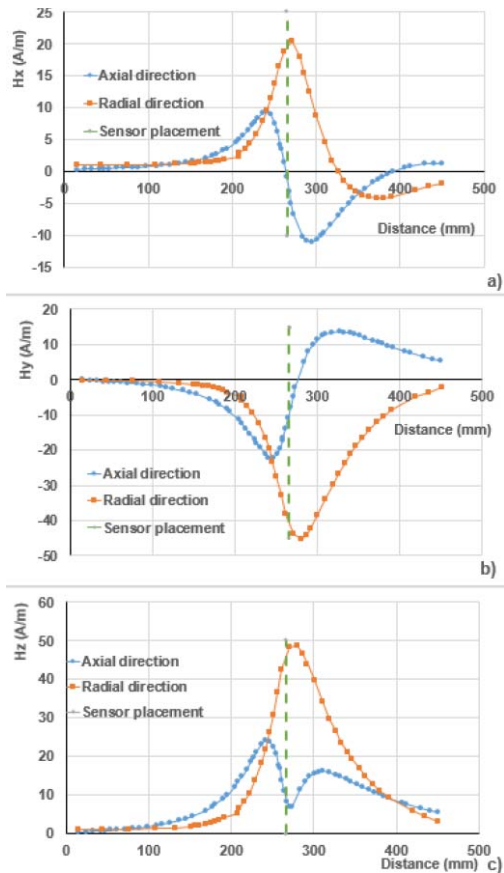 Hx (A/m)
25
20
15
10
5
0
-5
-10
-15
0
100
200
300
400
500
Axial direction
Radial direction
Sensor placement
Distance (mm)
a)
Hy (A/m)
20
10
0
-10
-20
-30
-40
-50
0
100
200
300
400
500
Distance (mm)
Axial direction
Radial direction
Sensor placement
b)
Hz (A/m)
60
50
40
30
20
10
0
Axial direction
Radial direction
Sensor placement
0
100
200
300
400
500
Distance (mm)
c)